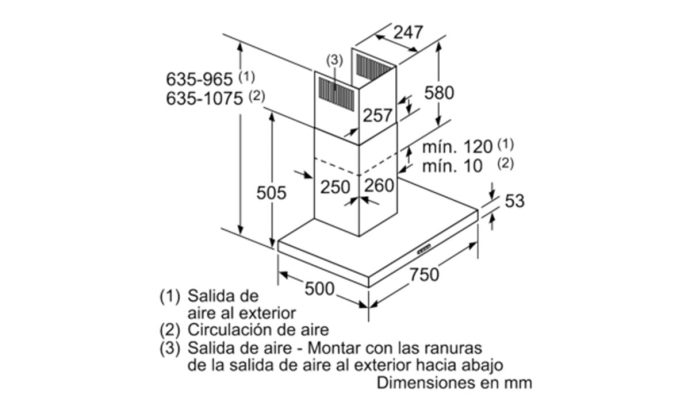 247
(3)
635-965 (1)
635-1075 (2)
580
257
mín. 120 (1)
mín. 10 (2)
505
250
260
53
500
750
(1) Salida de
aire al exterior
(2) Circulación de aire
(3) Salida de aire - Montar con las ranuras
de la salida de aire al exterior hacia abajo
Dimensiones en mm